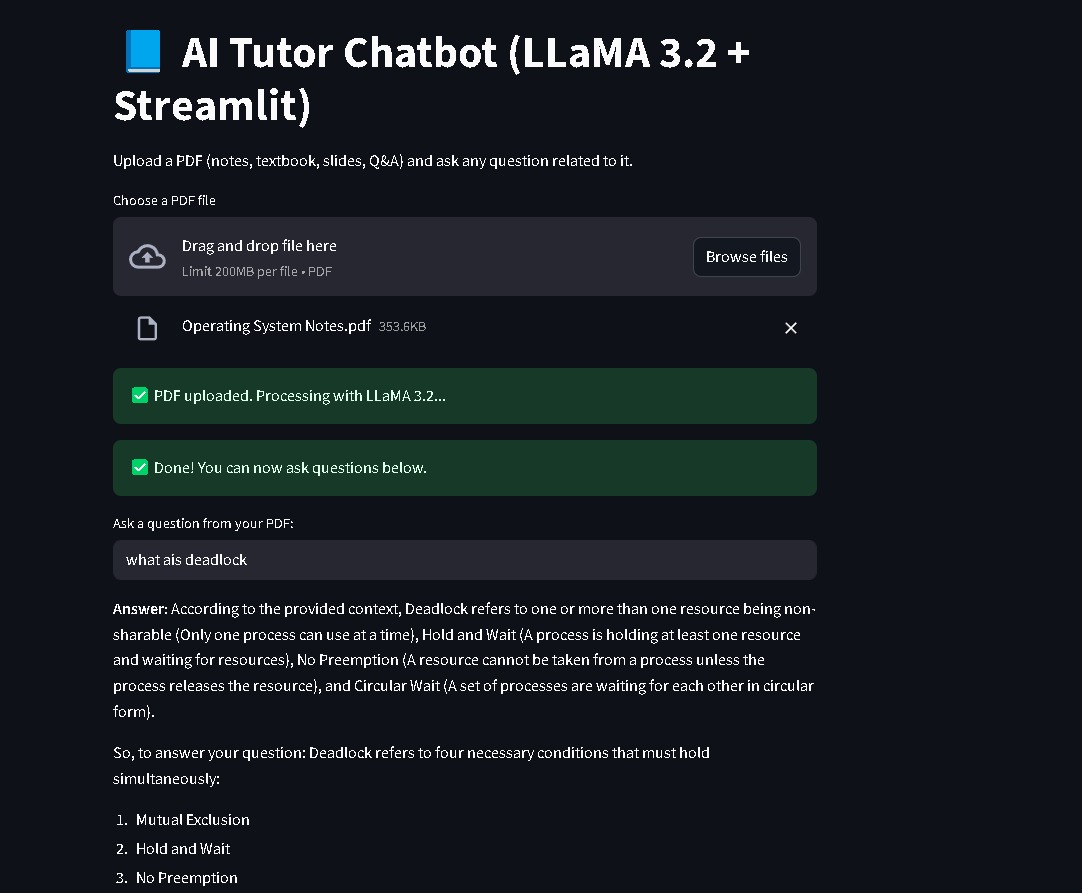 📘 AI Tutor Chatbot (LLaMA 3.2 +
Streamlit)
Upload a PDF (notes, textbook, slides, Q&A) and ask any question related to it.
Choose a PDF file
Drag and drop file here
Limit 200MB per file • PDF
Browse files
Operating System Notes.pdf 353.6KB
✅ PDF uploaded. Processing with LLaMA 3.2...
✅ Done! You can now ask questions below.
Ask a question from your PDF:
what ais deadlock
Answer: According to the provided context, Deadlock refers to one or more than one resource being non-
sharable (Only one process can use at a time), Hold and Wait (A process is holding at least one resource
and waiting for resources), No Preemption (A resource cannot be taken from a process unless the
process releases the resource), and Circular Wait (A set of processes are waiting for each other in circular
form).
So, to answer your question: Deadlock refers to four necessary conditions that must hold
simultaneously:
1. Mutual Exclusion
2. Hold and Wait
3. No Preemption